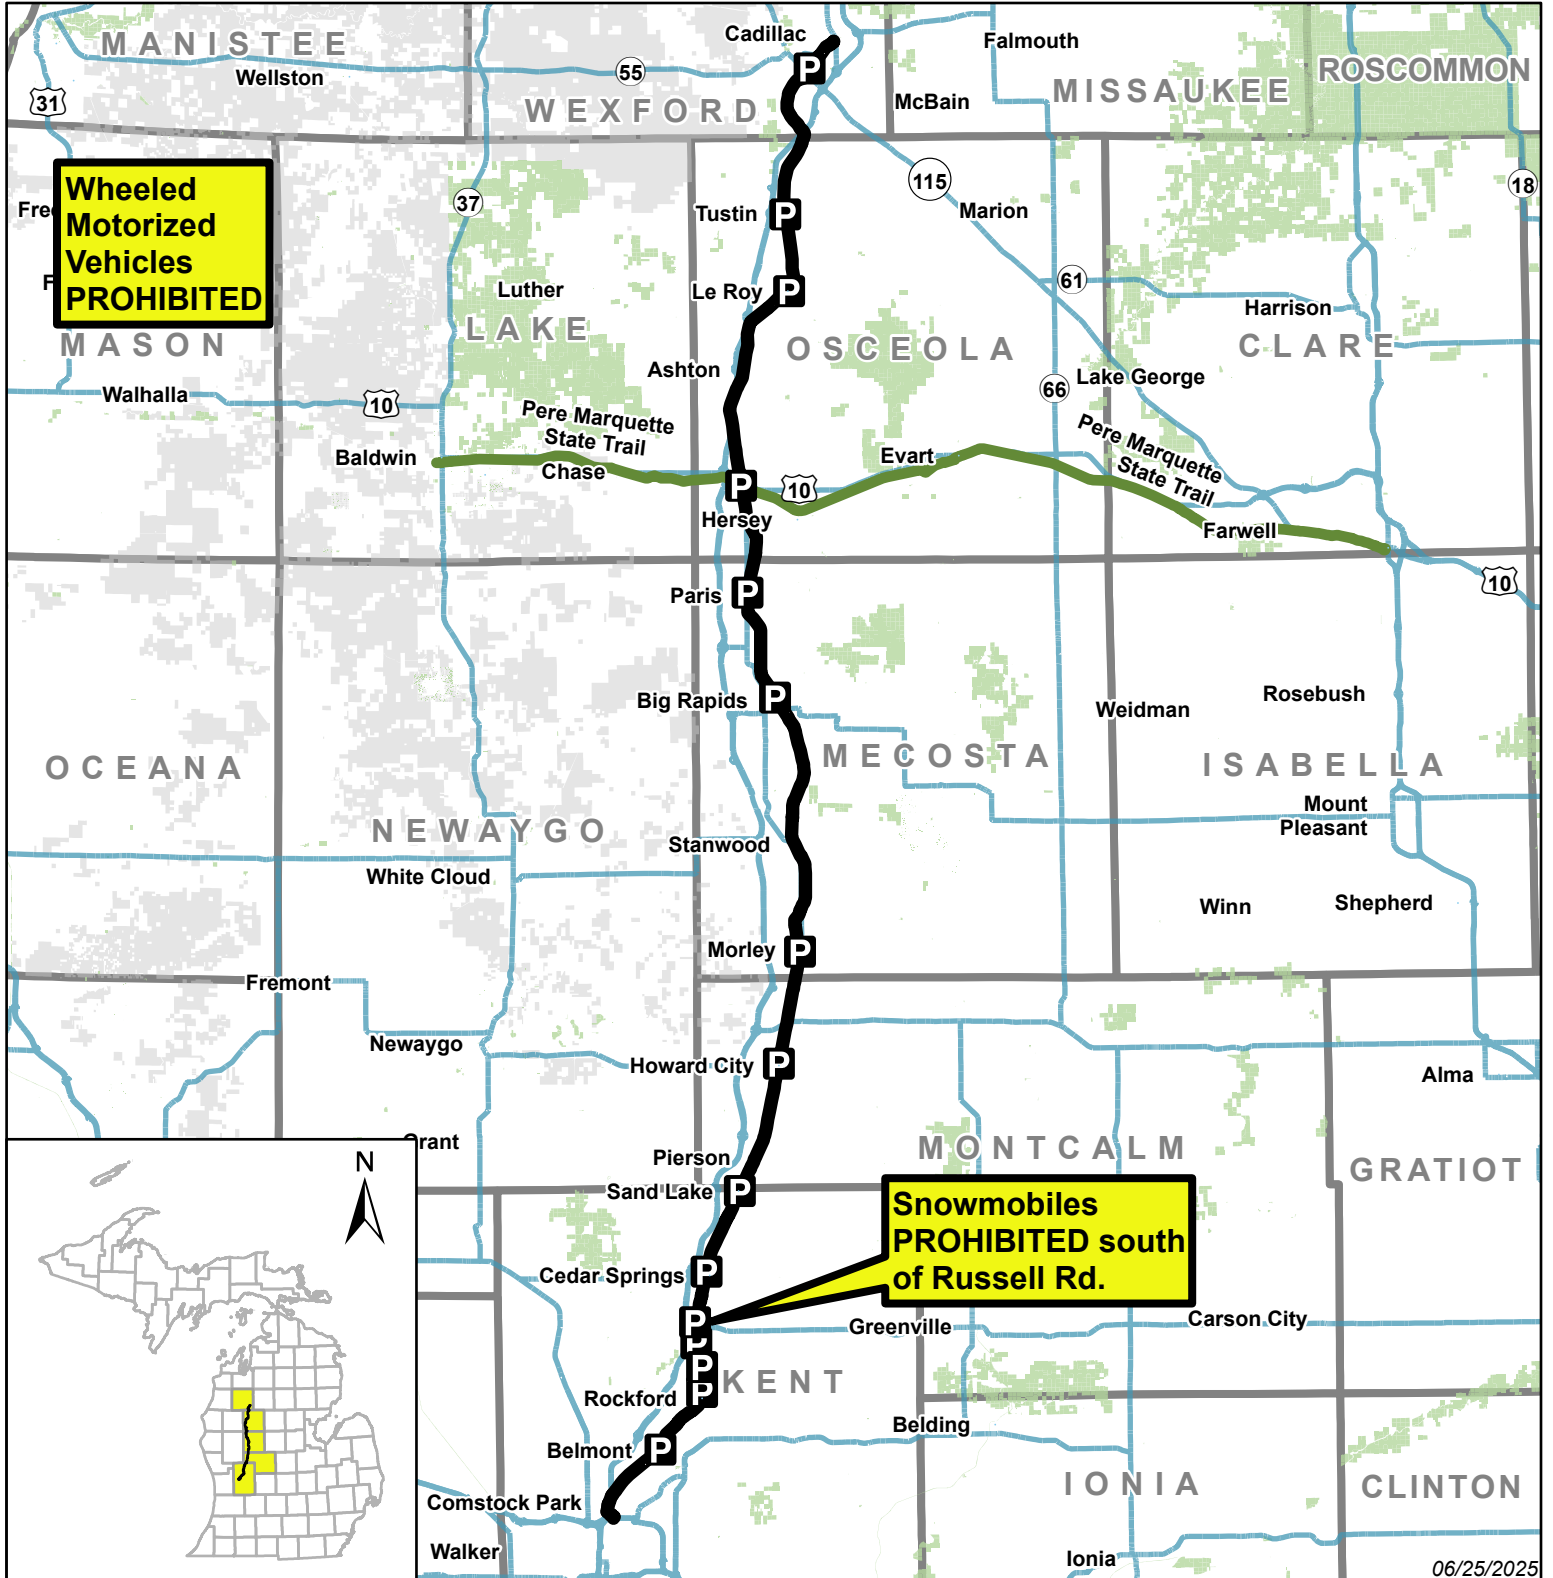 Cadillac
Falmouth
MANISTEE
Wellston
55
ROSCOMMON
31
WEXFORD
McBain
MISSAUKEE
Wheeled
Motorized
Vehicles
PROHIBITED
37
115
18
Tustin
Marion
Luther
Le Roy
61
Harrison
MASON
LAKE
OSCEOLA
CLARE
Ashton
Walhalla
10
66
Lake George
Pere Marquette
State Trail
Baldwin
Chase
Evart
Pere Marquette
State Trail
10
Hersey
Farwell
Paris
10
Big Rapids
Weidman
Rosebush
OCEANA
MECOSTA
ISABELLA
NEWAYGO
Mount
Pleasant
Stanwood
White Cloud
Winn
Shepherd
Morley
Fremont
Newaygo
Howard City
Alma
Grant
Pierson
MONTCALM
GRATIOT
Sand Lake
N
Snowmobiles
PROHIBITED south
of Russell Rd.
Cedar Springs
Greenville
Carson City
Rockford
KENT
Belding
Belmont
IONIA
CLINTON
Comstock Park
Walker
Ionia
06/25/2025
P
P
P
P
P
P
P
P
P
P
P
P
P
P